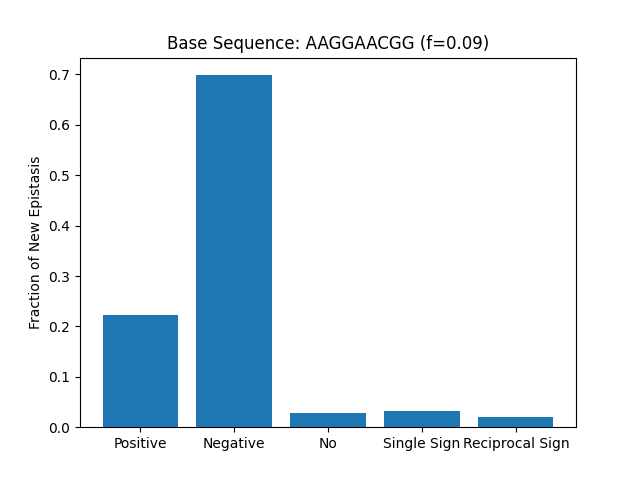 Base Sequence: AAGGAACGG (f=0.09)
Fraction of New Epistasis
0.7
0.6
0.5
0.4
0.3
0.2
0.1
0.0
Positive
Negative
No
Single Sign
Reciprocal Sign